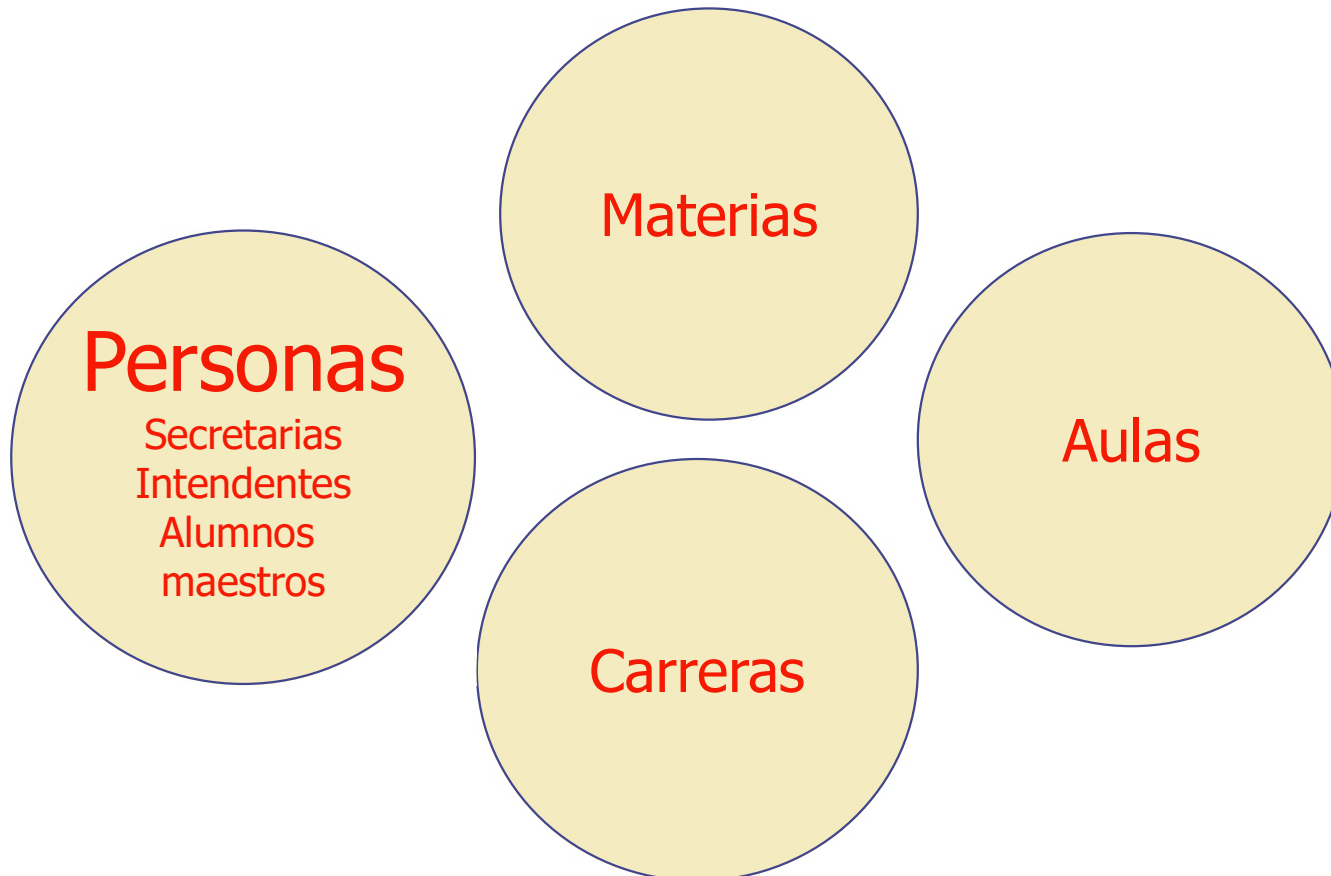 Materias
Personas
Secretarias
Intendentes
Alumnos
maestros
Aulas
Carreras